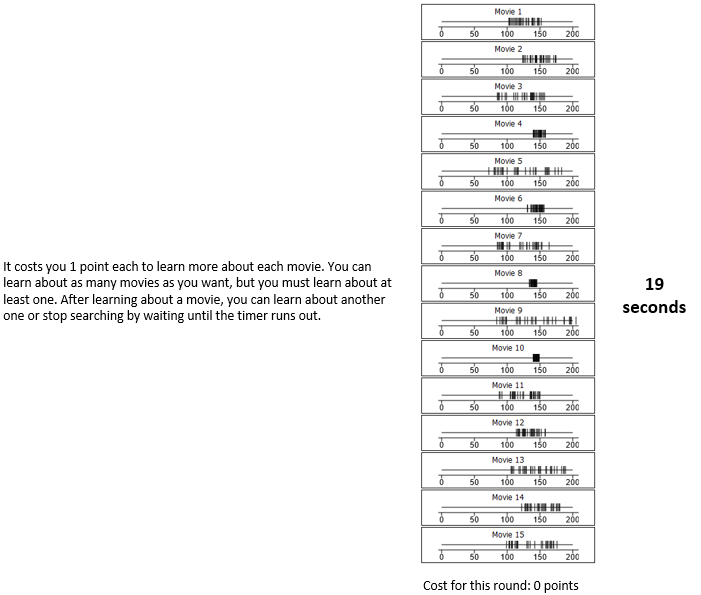 Movie 1
0 50 100 150 200
Movie 2
0 50 100 150 200
Movie 3
0 50 100 150 200
Movie 4
0 50 100 150 200
Movie 5
0 50 100 150 200
Movie 6
0 50 100 150 200
Movie 7
0 50 100 150 200
Movie 8
0 50 100 150 200
Movie 9
0 50 100 150 200
Movie 10
0 50 100 150 200
Movie 11
0 50 100 150 200
Movie 12
0 50 100 150 200
Movie 13
0 50 100 150 200
Movie 14
0 50 100 150 200
Movie 15
0 50 100 150 200
It costs you 1 point each to learn more about each movie. You can
learn about as many movies as you want, but you must learn about at
least one. After learning about a movie, you can learn about another
one or stop searching by waiting until the timer runs out.
19
seconds
Cost for this round: 0 points